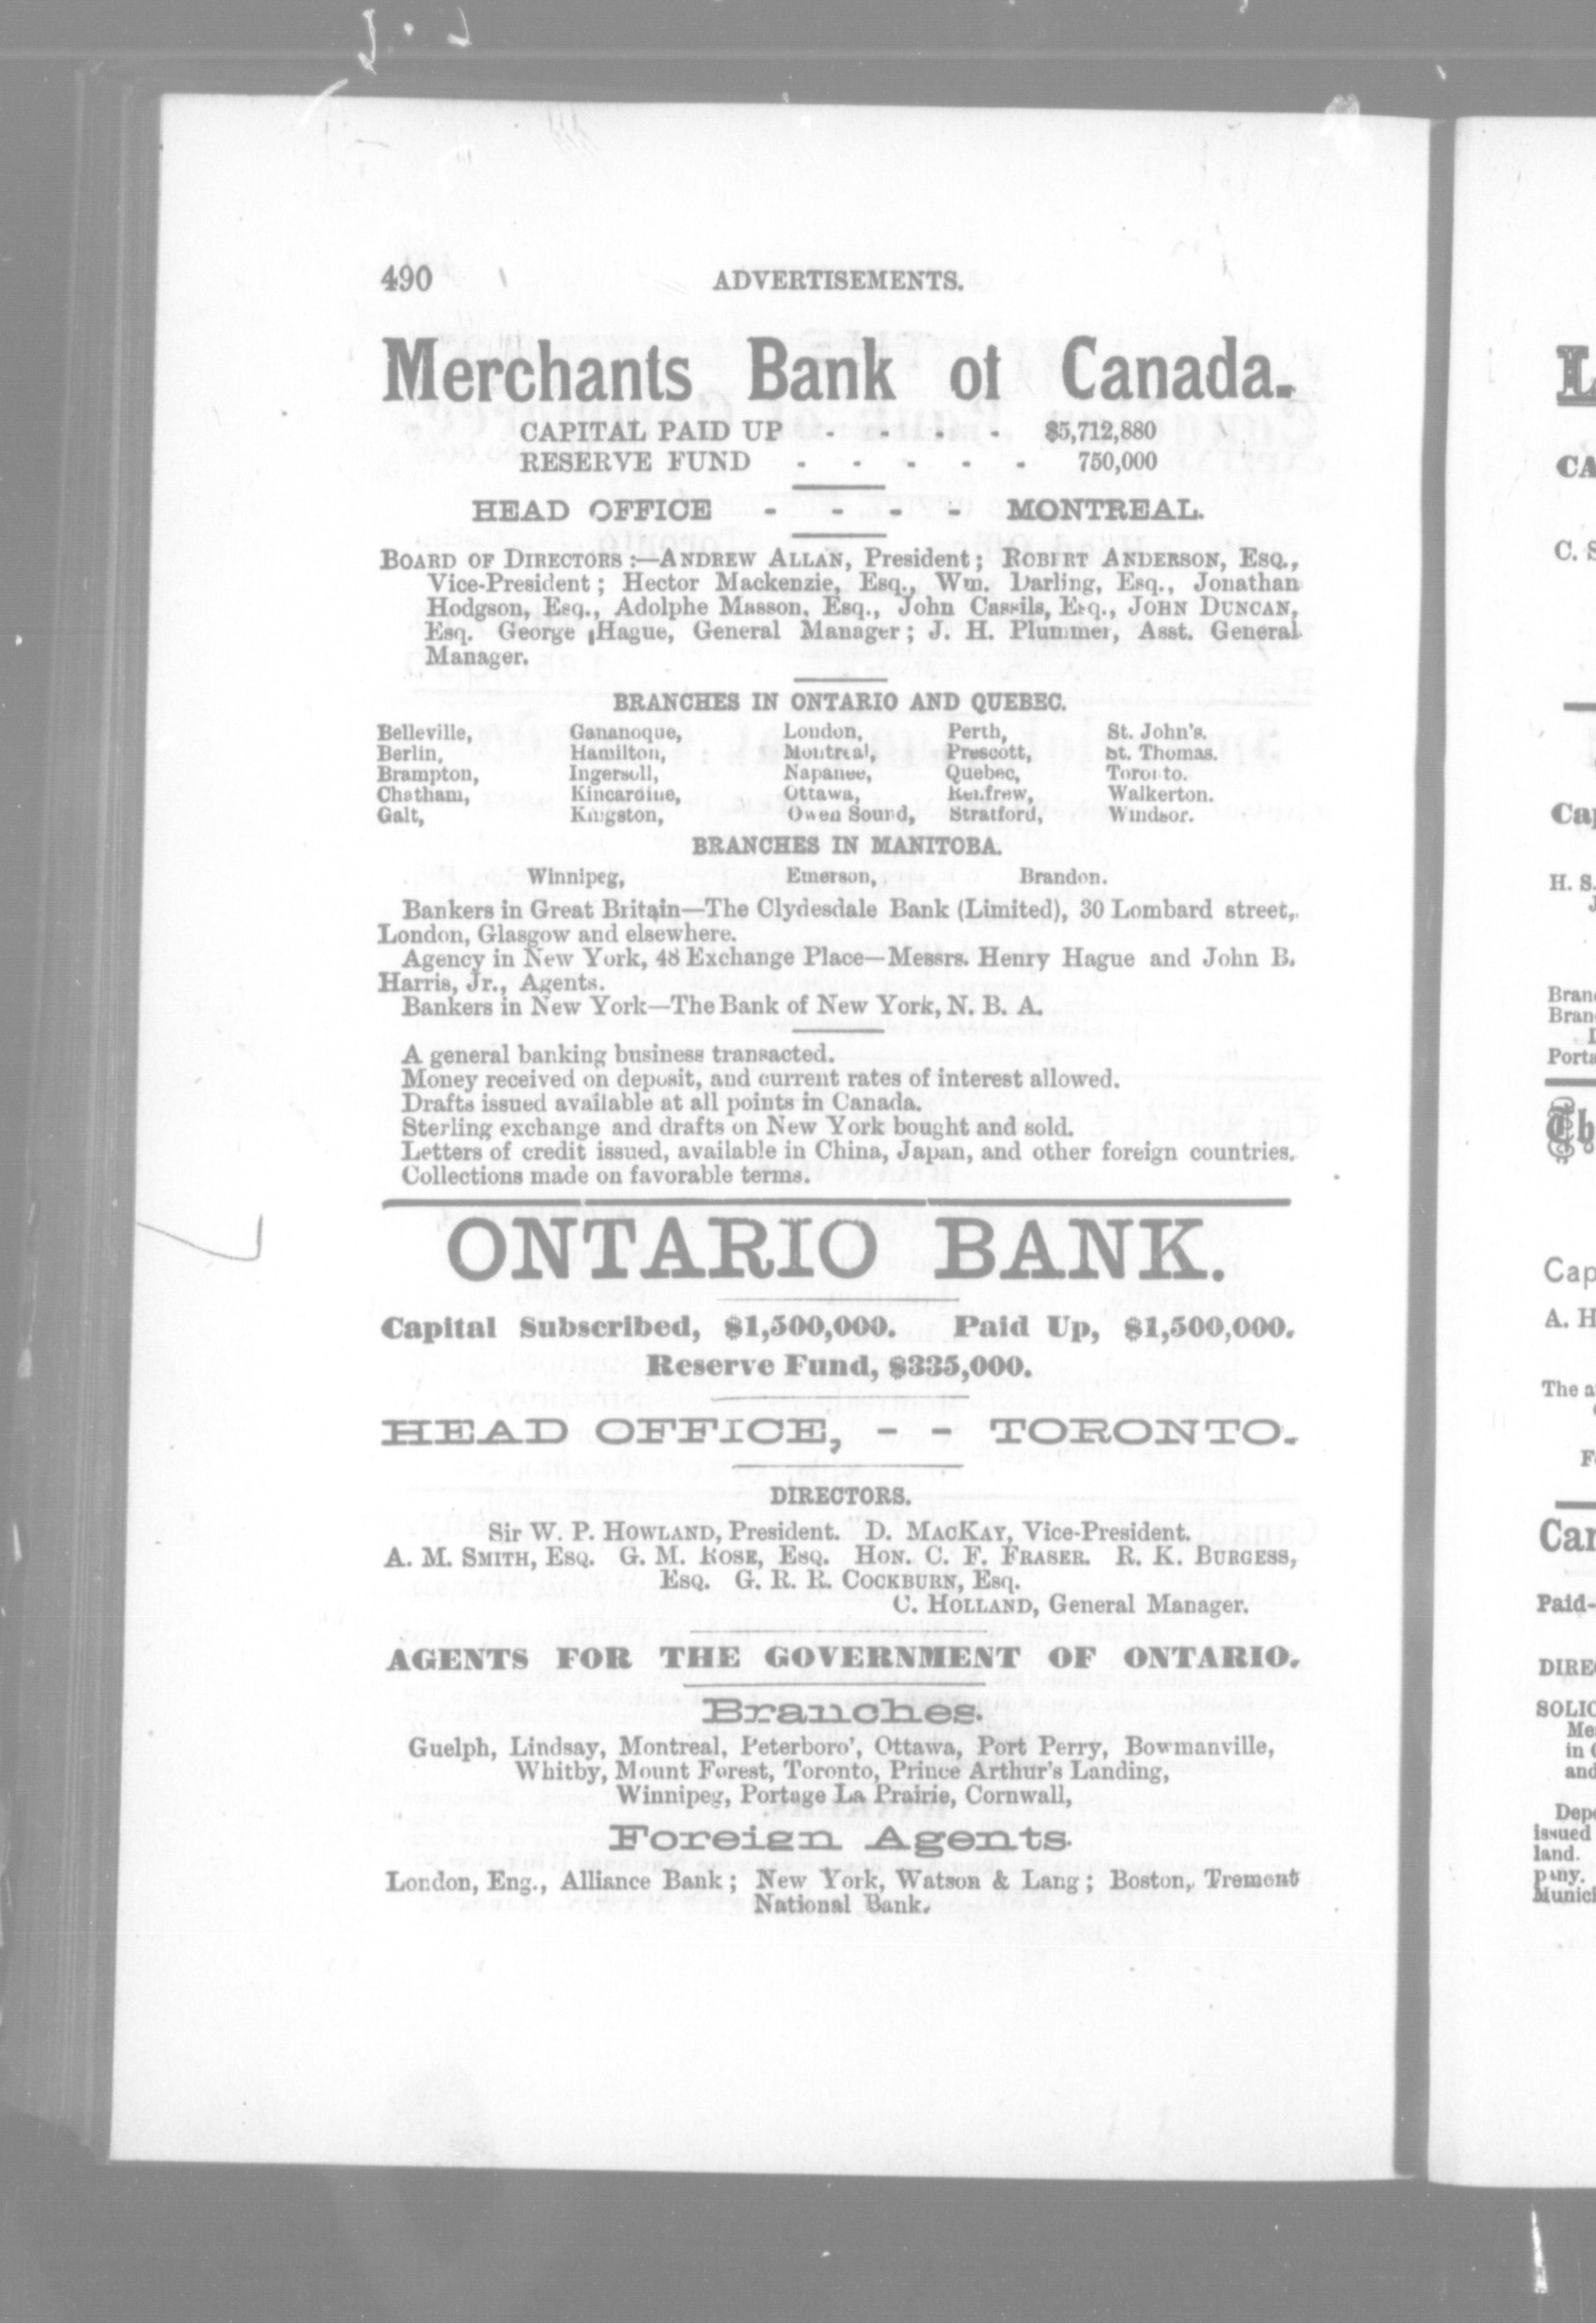 490 ADVERTISEMENTS.
Merchants Bank of Canada.
CAPITAL PAID UP - - - - $5,712,880
RESERVE FUND - - - - - 750,000
HEAD OFFICE - - - - MONTREAL.
BOARD OF DIRECTORS :—ANDREW ALLAN, President ; ROBERT ANDERSON, ESQ.,
Vice-President ; Hector Mackenzie, Esq., Wm. Darling, Esq., Jonathan
Hodgson, Esq., Adolphe Masson, Esq., John Cassils, Esq., JOHN DUNCAN,
Esq. George Hague, General Manager ; J. H. Plummer, Asst. General
Manager.
BRANCHES IN ONTARIO AND QUEBEC.
Belleville, Gananoque, London, Perth, St. John's.
Berlin, Hamilton, Montreal, Prescott, St. Thomas.
Brampton, Ingersoll, Napanee, Quebec, Toronto.
Chatham, Kincardine, Ottawa, Renfrew, Walkerton.
Galt, Kingston, Owen Sound, Stratford, Windsor.
BRANCHES IN MANITOBA.
Winnipeg, Emerson, Brandon.
Bankers in Great Britain—The Clydesdale Bank (Limited), 30 Lombard street,
London, Glasgow and elsewhere.
Agency in New York, 48 Exchange Place—Messrs. Henry Hague and John B.
Harris, Jr., Agents.
Bankers in New York—The Bank of New York, N. B. A.
A general banking business transacted.
Money received on deposit, and current rates of interest allowed.
Drafts issued available at all points in Canada.
Sterling exchange and drafts on New York bought and sold.
Letters of credit issued, available in China, Japan, and other foreign countries.
Collections made on favorable terms.
ONTARIO BANK.
Capital Subscribed, $1,500,000. Paid Up, $1,500,000.
Reserve Fund, $335,000.
HEAD OFFICE, - - TORONTO.
DIRECTORS.
Sir W. P. HOWLAND, President. D. MACKAY, Vice-President.
A. M. SMITH, ESQ. G. M. ROSE, ESQ. HON. C. F. FRASER. R. K. BURGESS,
ESQ. G. R. R. COCKBURN, Esq.
C. HOLLAND, General Manager.
AGENTS FOR THE GOVERNMENT OF ONTARIO.
Branches.
Guelph, Lindsay, Montreal, Peterboro', Ottawa, Port Perry, Bowmanville,
Whitby, Mount Forest, Toronto, Prince Arthur's Landing,
Winnipeg, Portage La Prairie, Cornwall,
Foreign Agents.
London, Eng., Alliance Bank ; New York, Watson & Lang ; Boston, Tremont
National Bank.